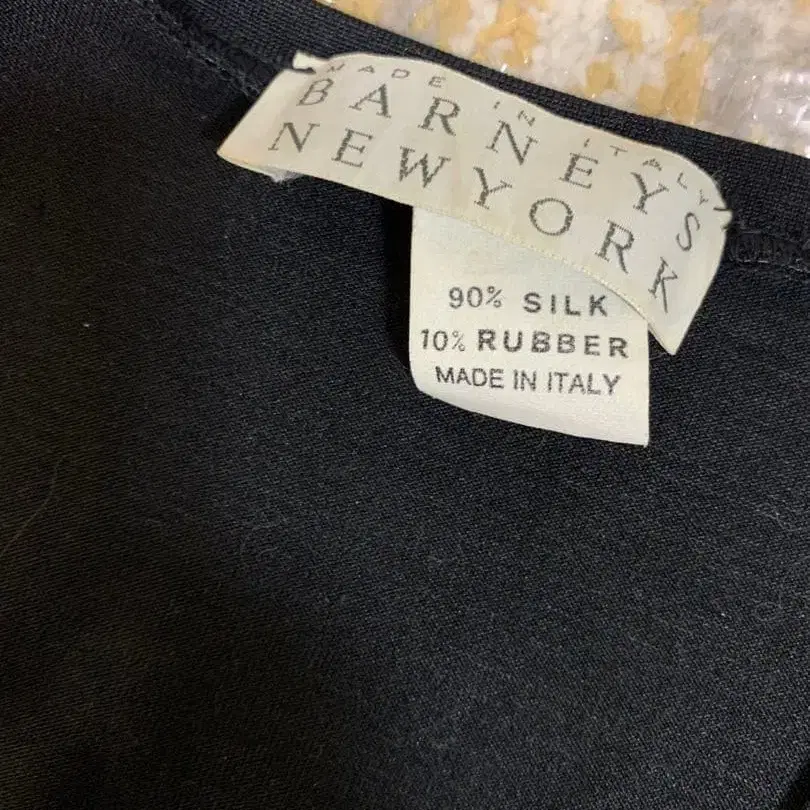 MADE IN ITALY
BARNEYS
NEWYORK
90% SILK
10% RUBBER
MADE IN ITALY